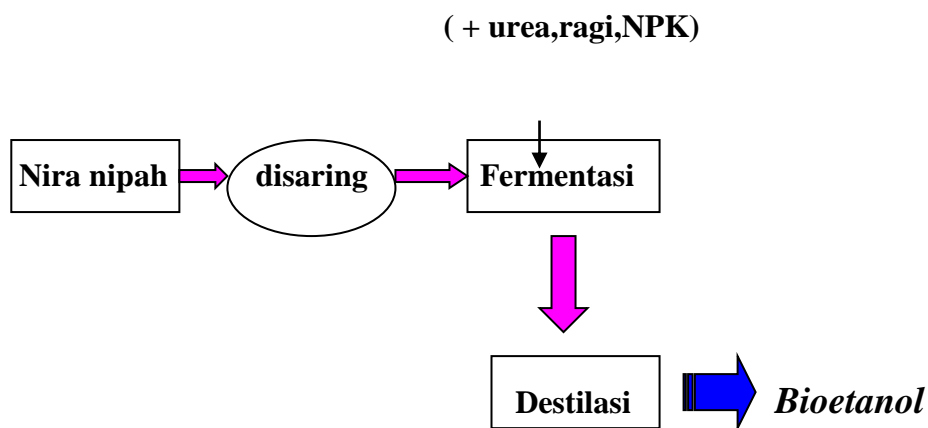 ( + urea,ragi,NPK)
Nira nipah
disaring
Fermentasi
Destilasi
Bioetanol